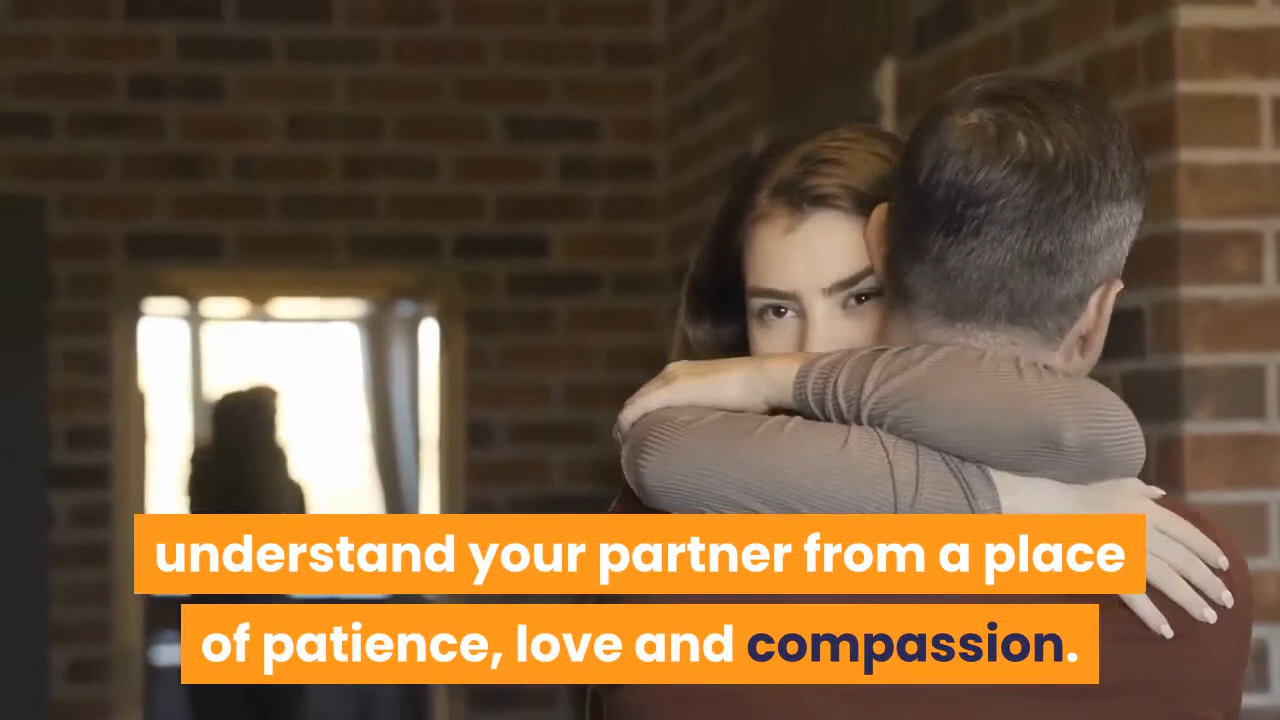 understand your partner from a place
of patience, love and compassion.